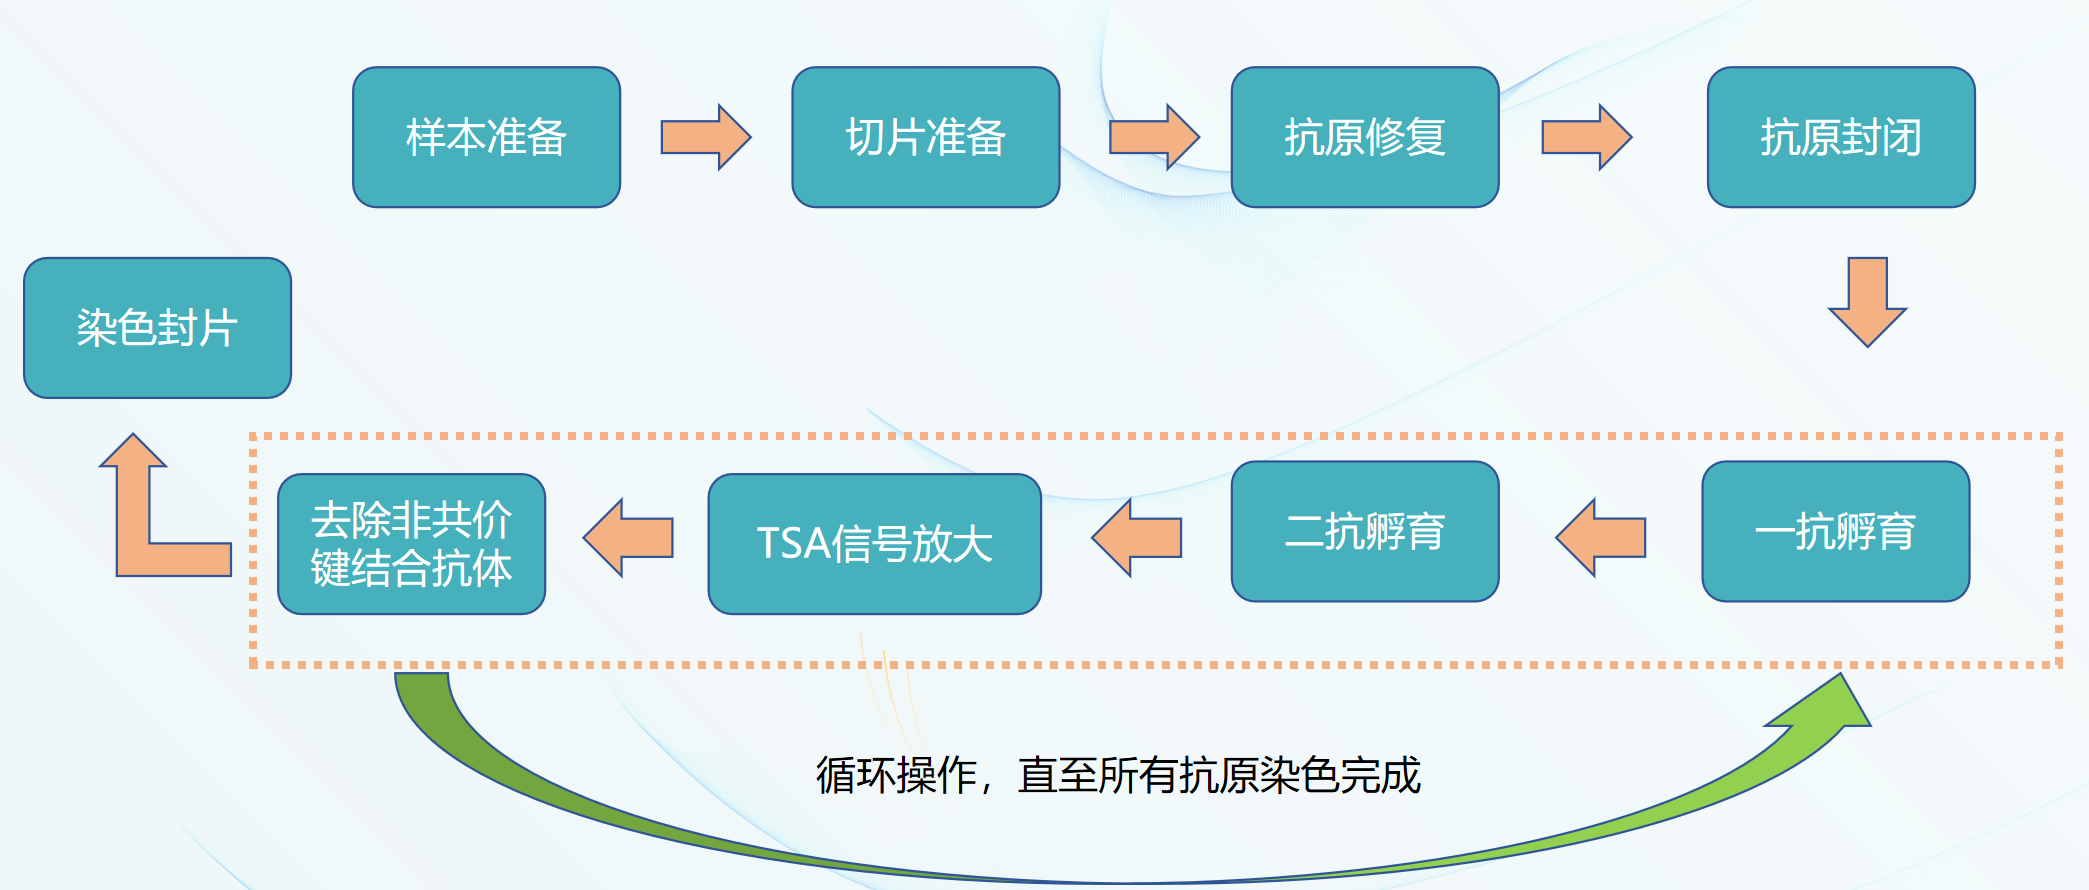 样本准备
切片准备
抗原修复
抗原封闭
染色封片
去除非共价
键结合抗体
TSA信号放大
二抗孵育
一抗孵育
循环操作，直至所有抗原染色完成